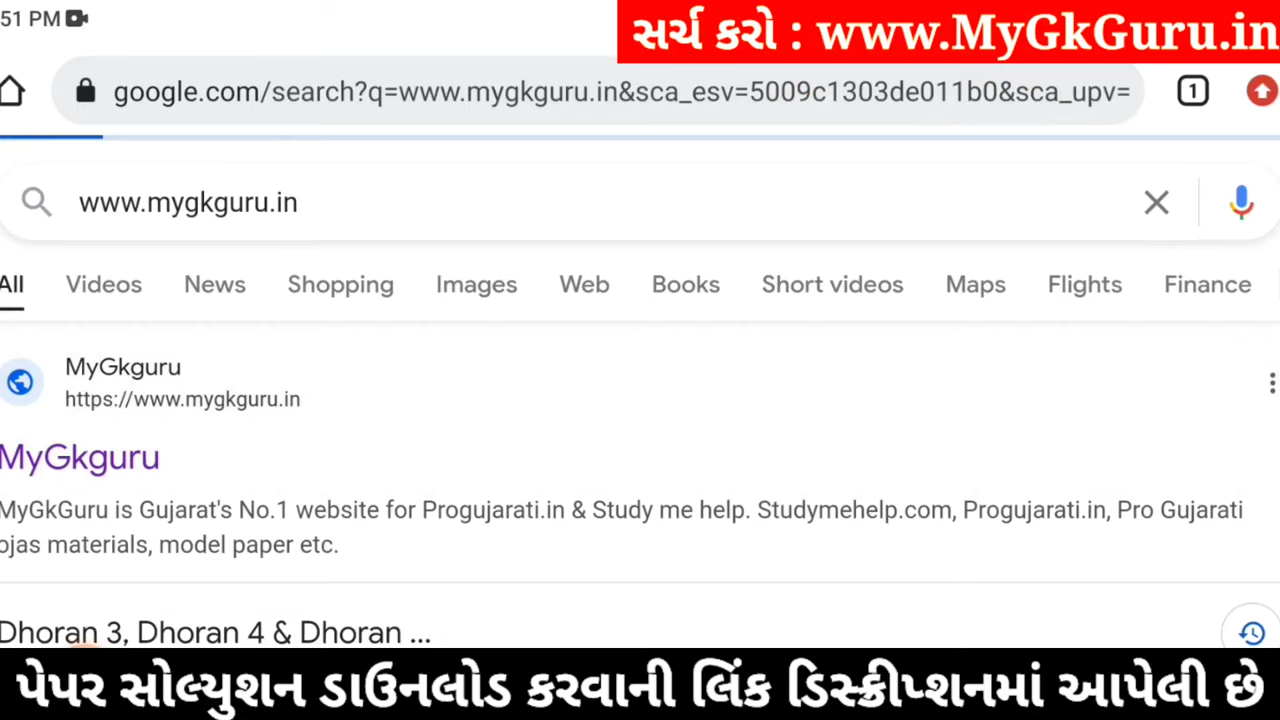 51 PM
સર્ચ કરો : www.MyGkGuru.in
google.com/search?q=www.mygkguru.in&sca_esv=5009c1303de011b0&sca_upv=
1
www.mygkguru.in
All Videos News Shopping Images Web Books Short videos Maps Flights Finance
MyGkguru
https://www.mygkguru.in
MyGkguru
MyGkGuru is Gujarat's No.1 website for Progujarati.in & Study me help. Studymehelp.com, Progujarati.in, Pro Gujarati
ojas materials, model paper etc.
Dhoran 3, Dhoran 4 & Dhoran ...
પેપર સોલ્યુશન ડાઉનલોડ કરવાની લિંક ડિસ્ક્રીપ્શનમાં આપેલી છે